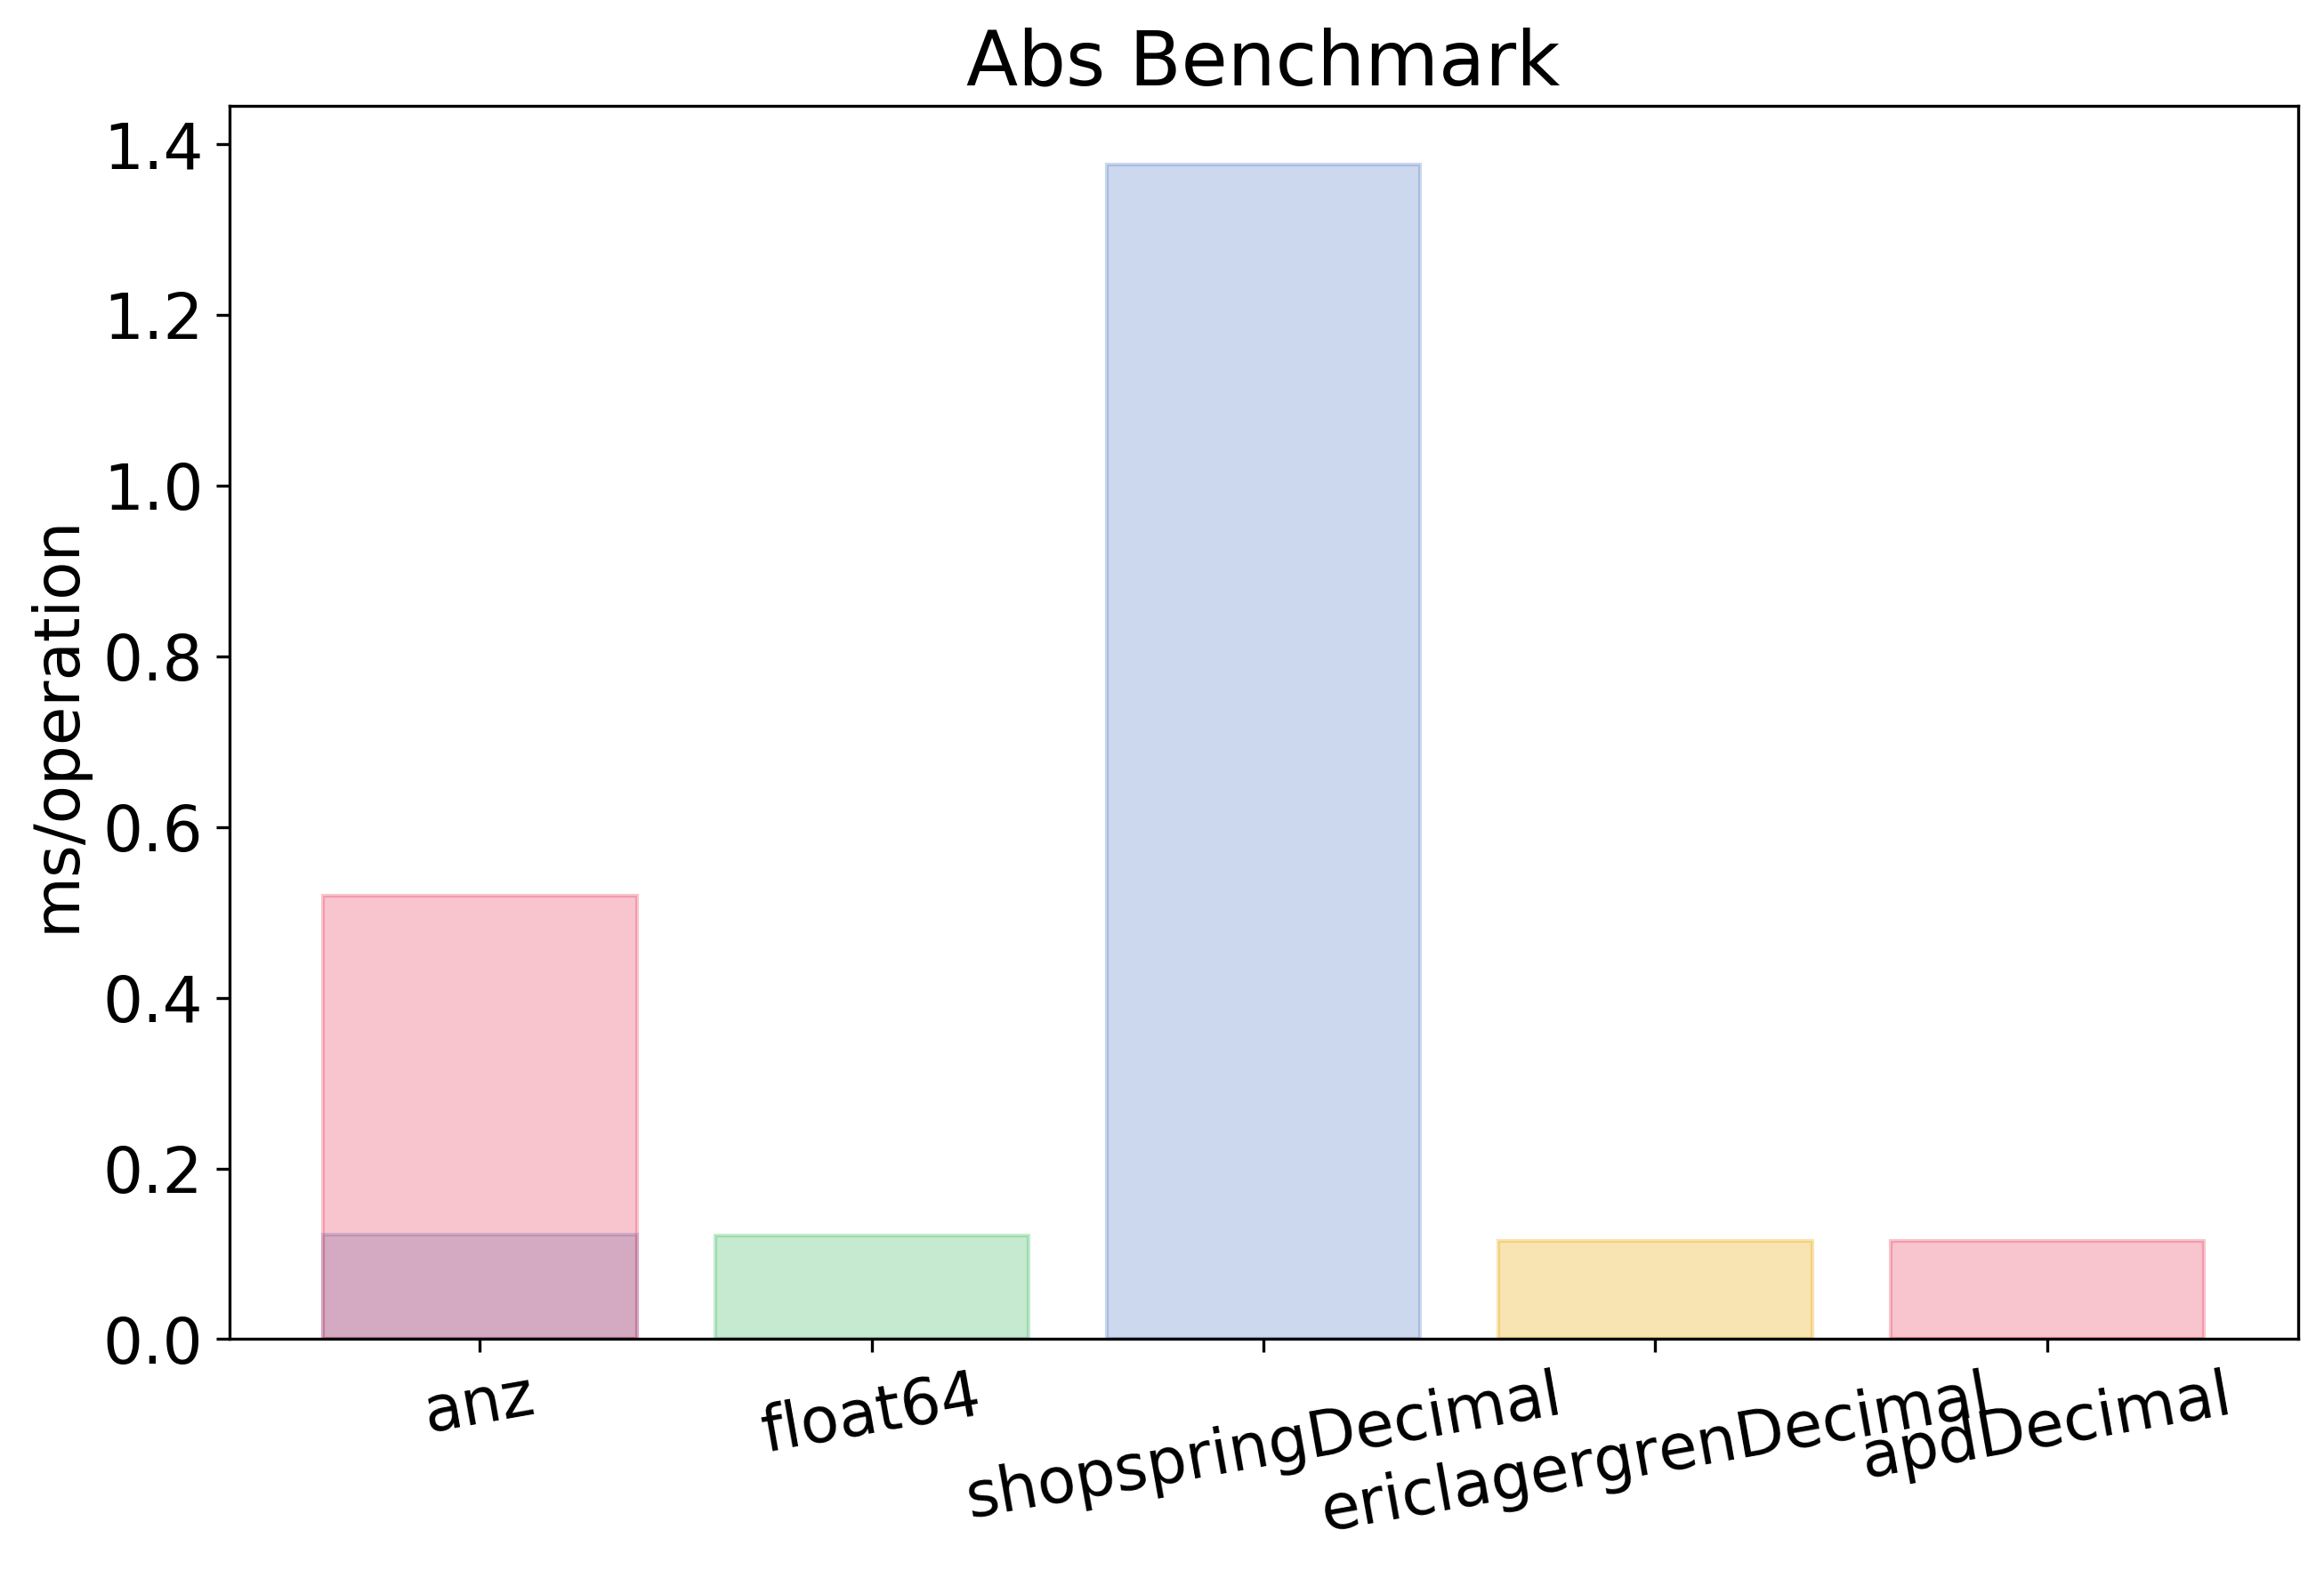 Abs Benchmark
1.4
1.2
1.0
0.8
0.6
0.4
0.2
0.0
ms/operation
anz
float64
shopspringDecimal
ericlagergrenDecimal
apdDecimal